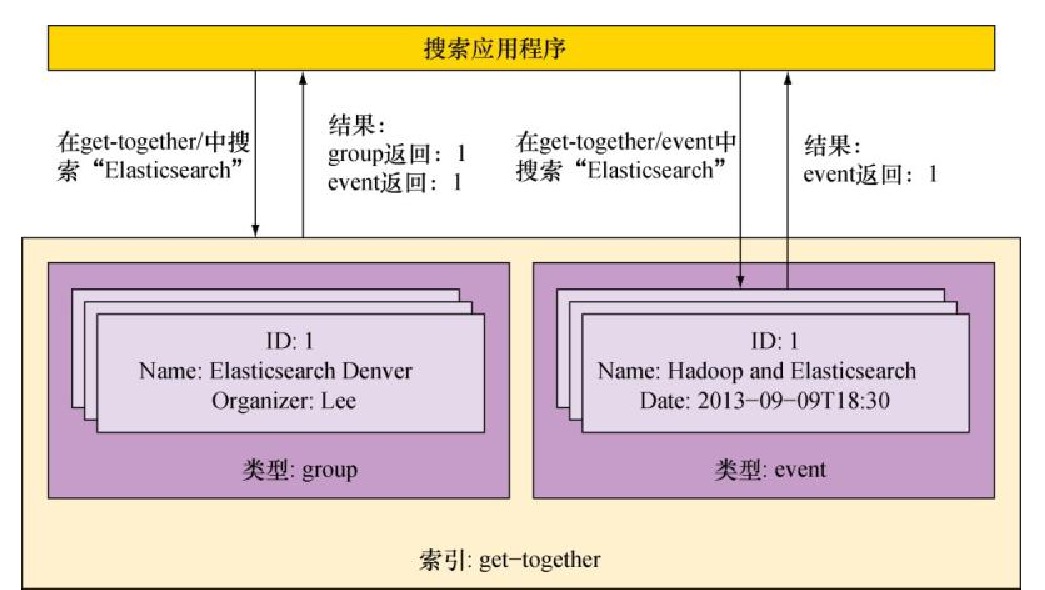 搜索应用程序
在get-together/中搜
索“Elasticsearch”
结果：
group返回：1
event返回：1
在get-together/event中
搜索“Elasticsearch”
结果：
event返回：1
ID: 1
Name: Elasticsearch Denver
Organizer: Lee
类型: group
ID: 1
Name: Hadoop and Elasticsearch
Date: 2013-09-09T18:30
类型: event
索引: get-together